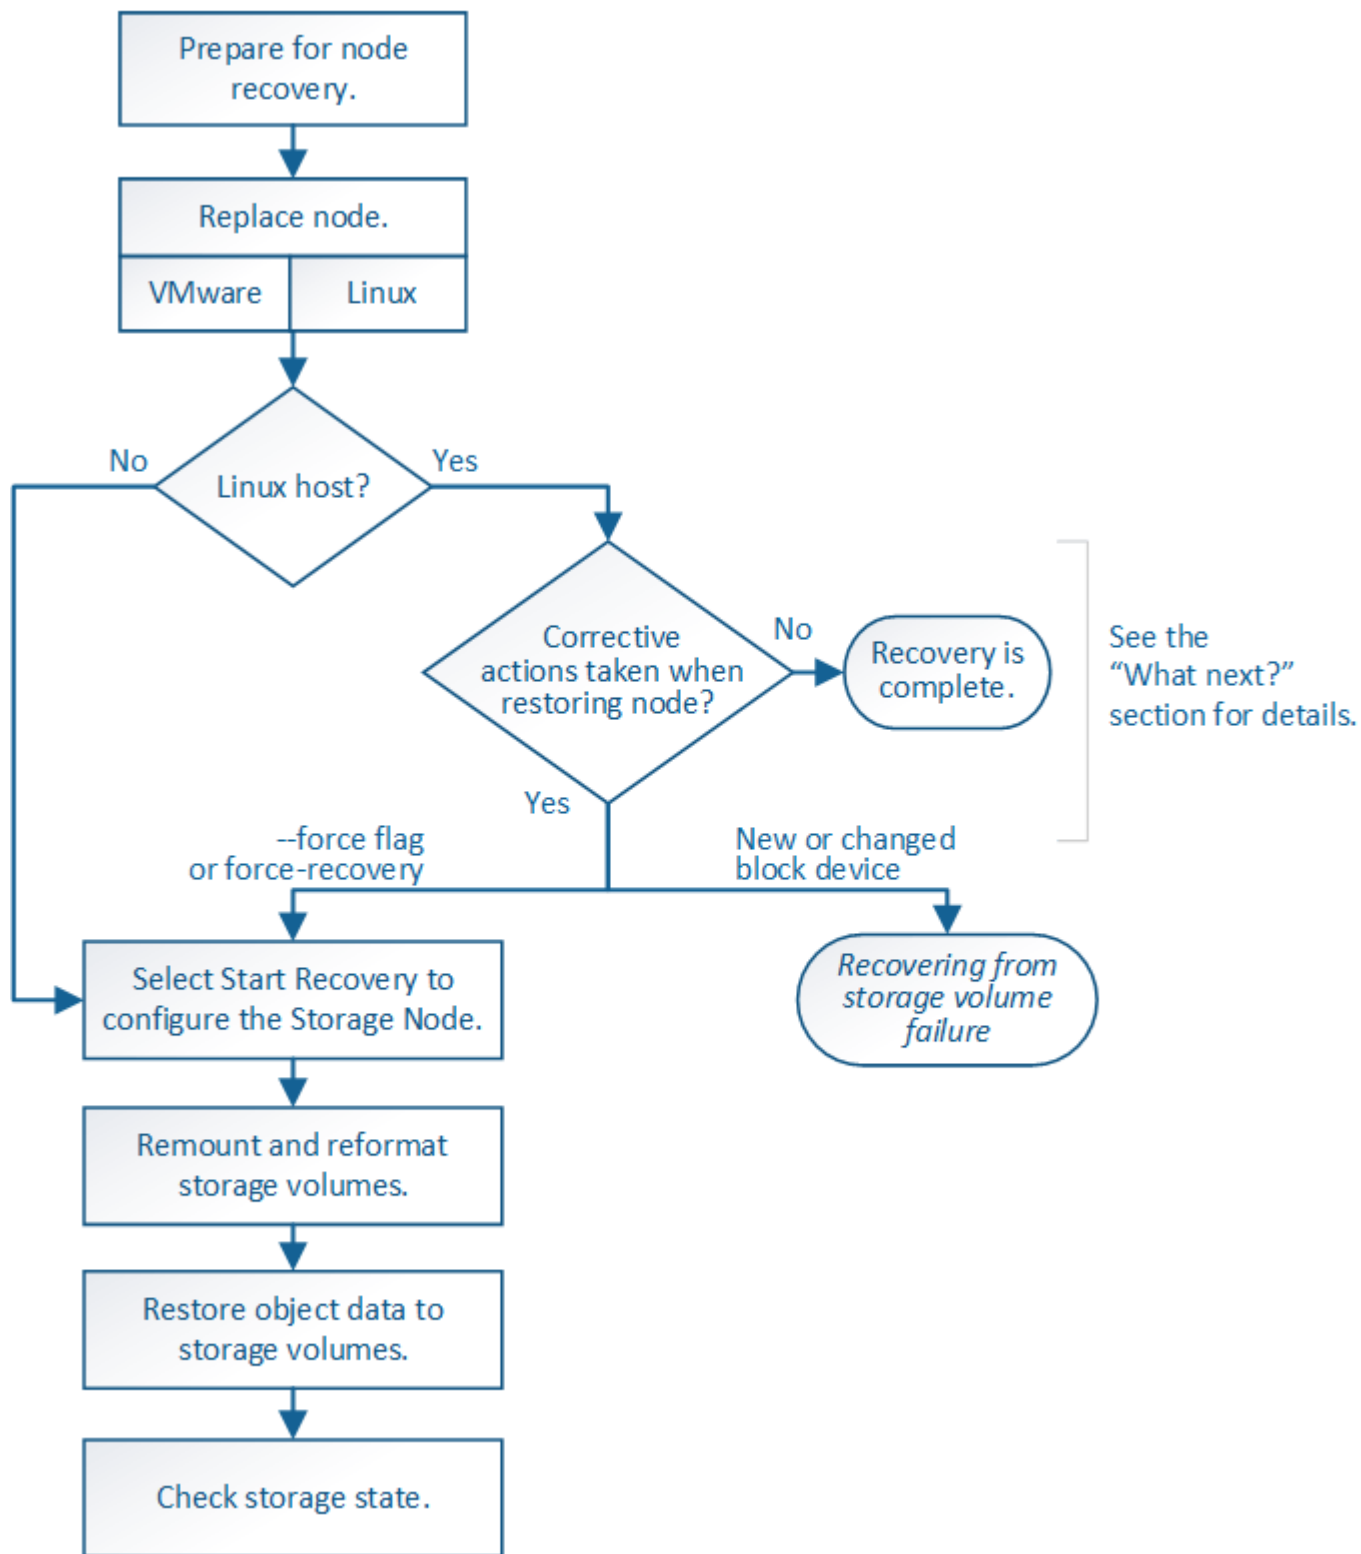 Prepare for node
recovery.
Replace node.
VMware
Linux
Linux host?
No
Yes
Corrective
actions taken when
restoring node?
No
Recovery is
complete.
See the
“What next?”
section for details.
Yes
--force flag
or force-recovery
New or changed
block device
Select Start Recovery to
configure the Storage Node.
Recovering from
storage volume
failure
Remount and reformat
storage volumes.
Restore object data to
storage volumes.
Check storage state.